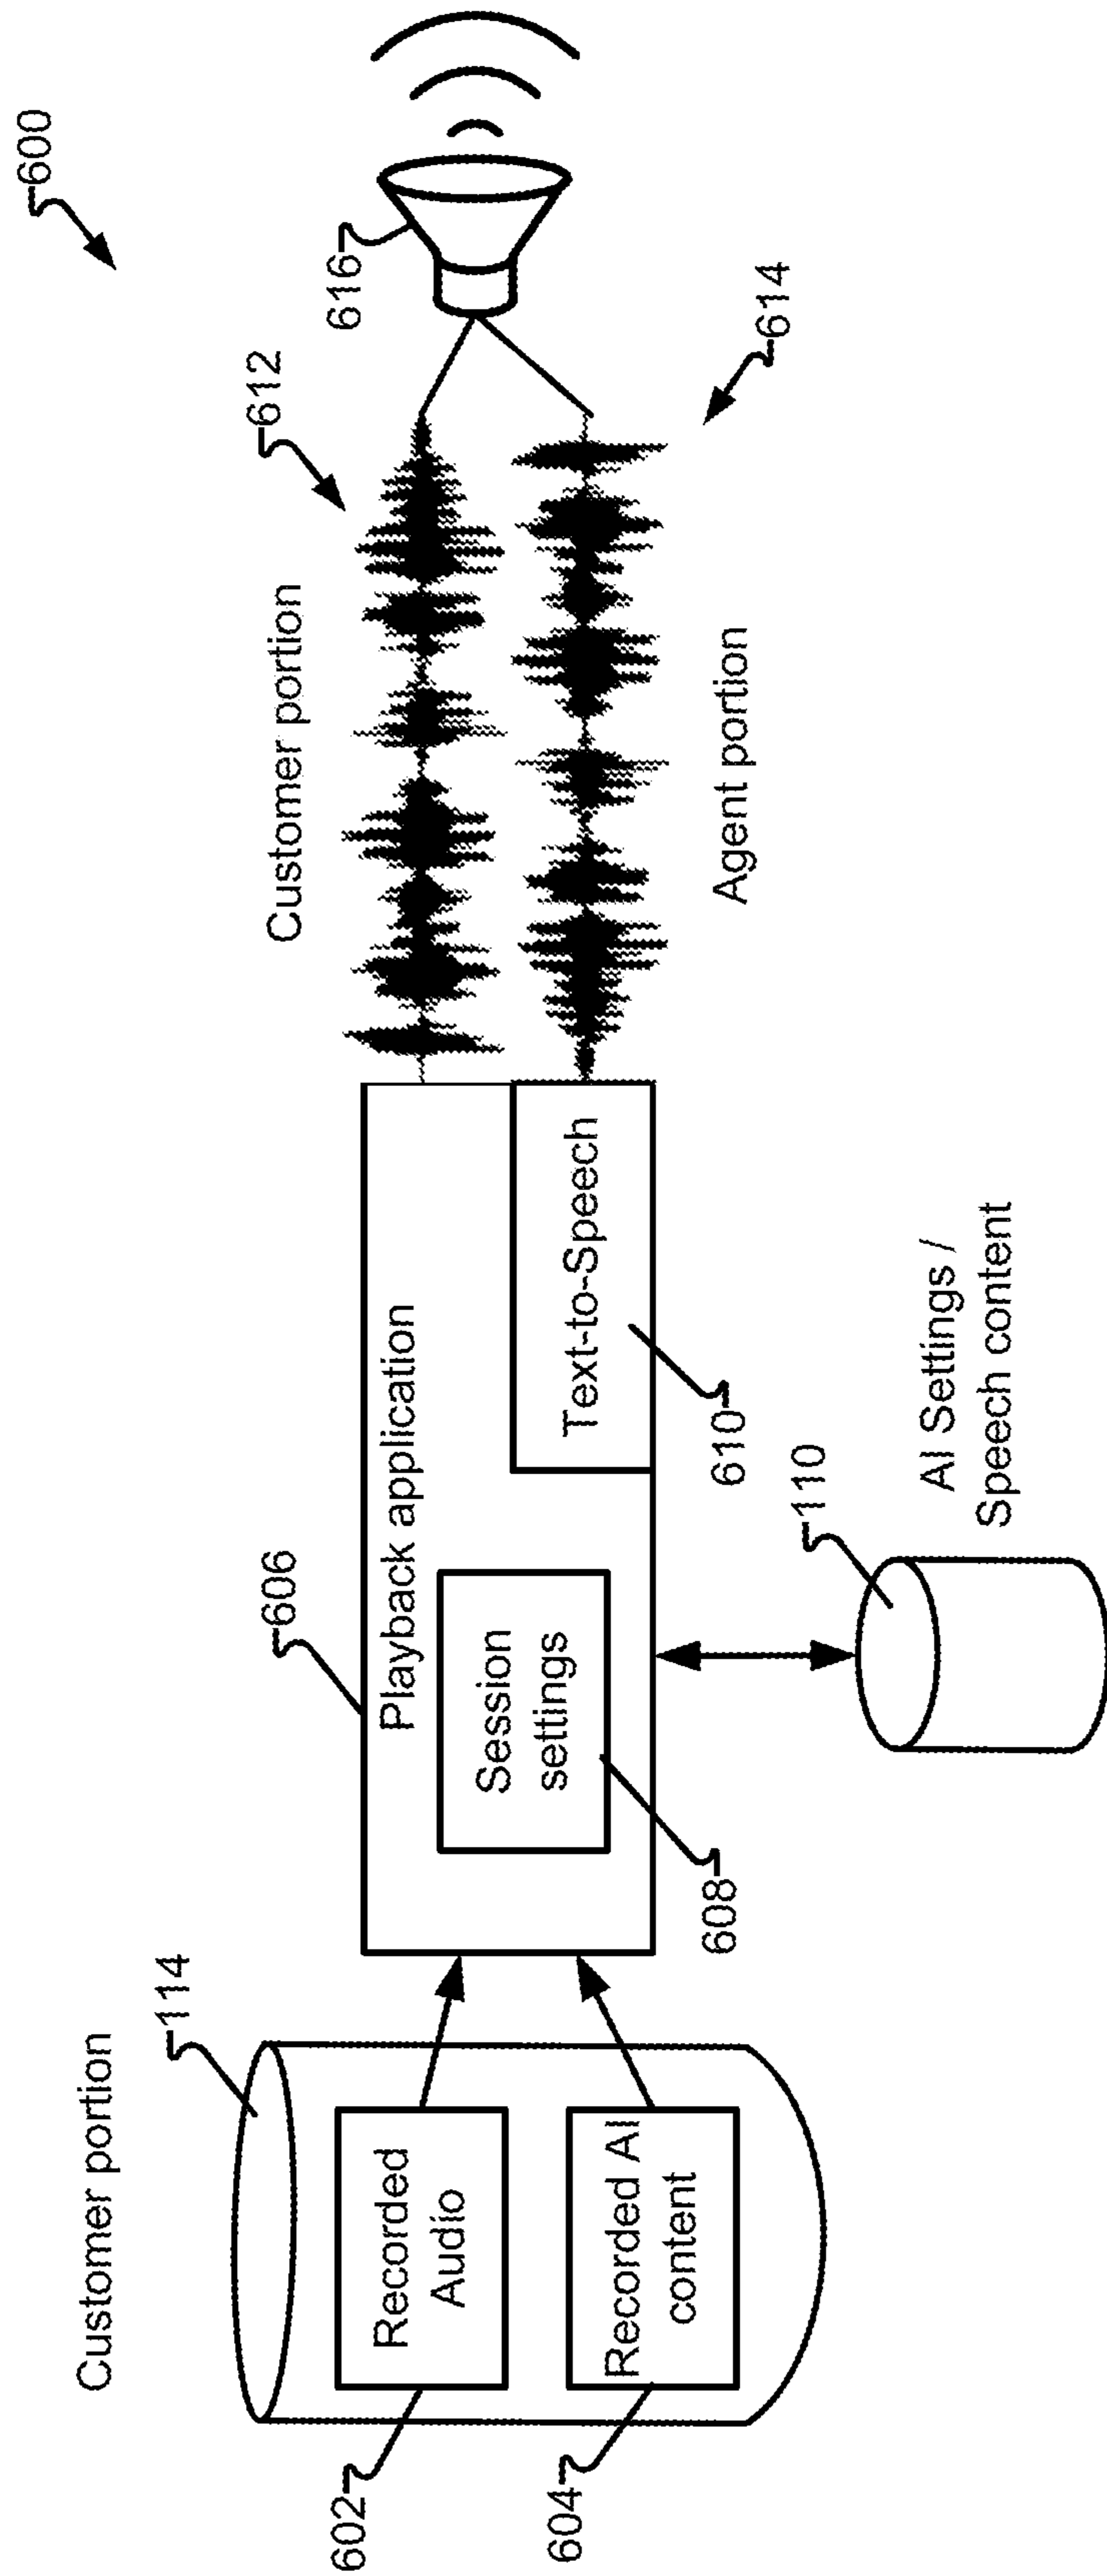 600
Customer portion
114
602
Recorded
Audio
604
Recorded AI
content
606
Playback application
Session
settings
608
Text-to-Speech
610
110
AI Settings /
Speech content
Customer portion
612
Agent portion
614
616